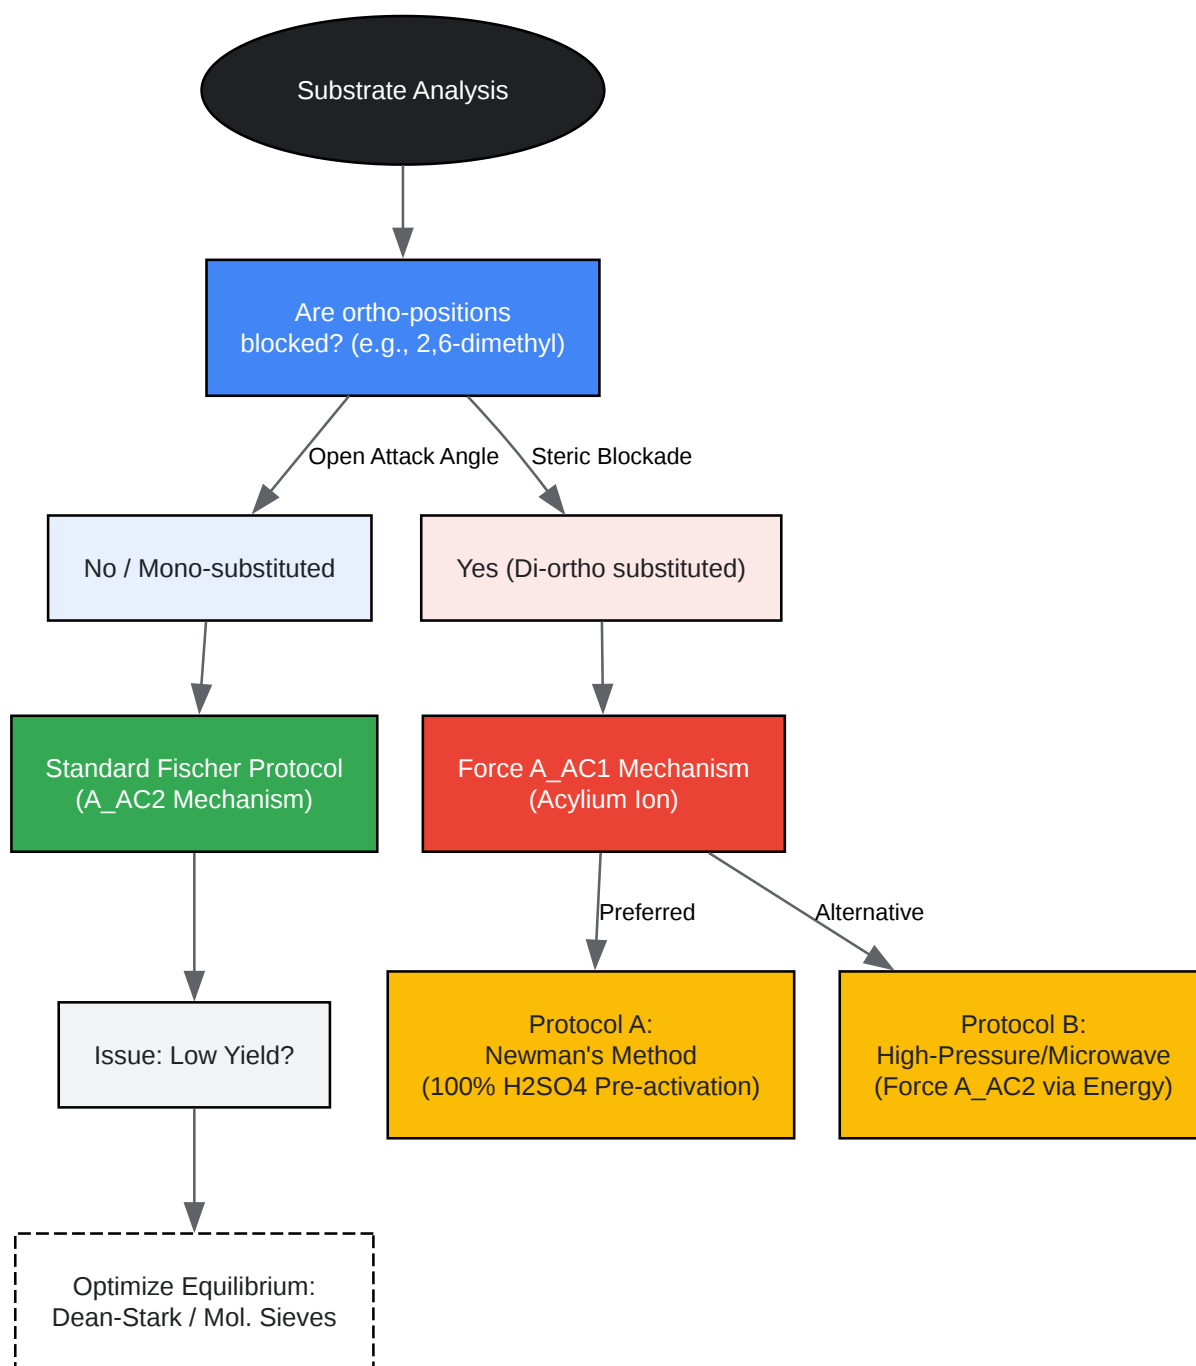 Substrate Analysis
Are ortho-positions
blocked? (e.g., 2,6-dimethyl)
Open Attack Angle
Steric Blockade
No / Mono-substituted
Yes (Di-ortho substituted)
Standard Fischer Protocol
(A_AC2 Mechanism)
Force A_AC1 Mechanism
(Acylium Ion)
Preferred
Alternative
Issue: Low Yield?
Protocol A:
Newman's Method
(100% H2SO4 Pre-activation)
Protocol B:
High-Pressure/Microwave
(Force A_AC2 via Energy)
Optimize Equilibrium:
Dean-Stark / Mol. Sieves